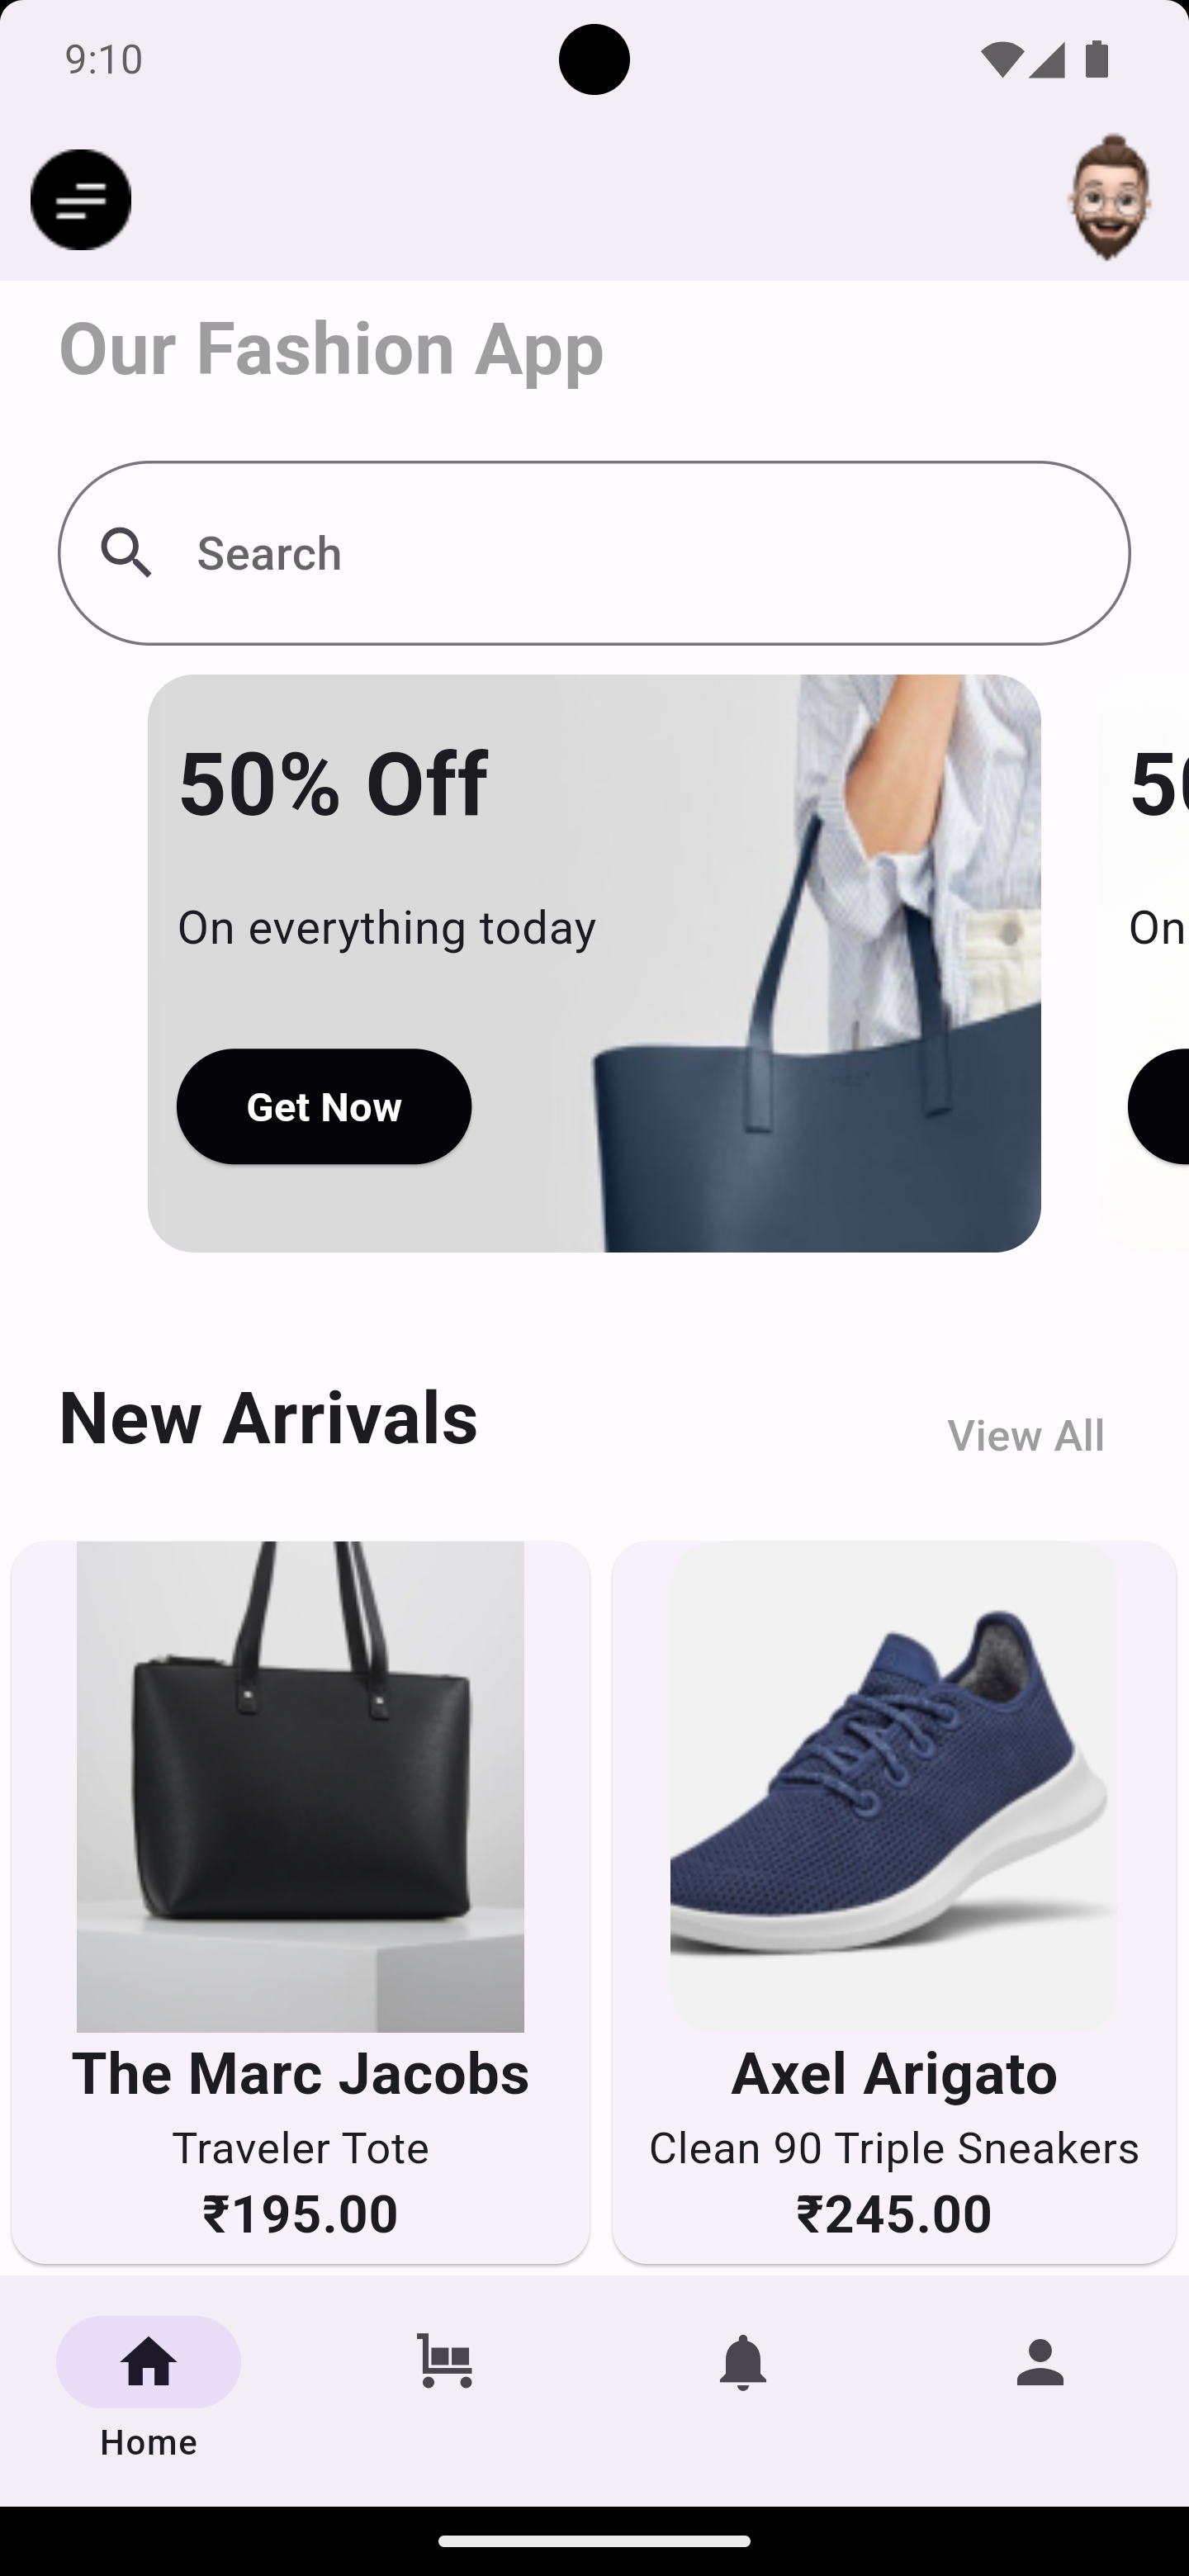 9:10
Our Fashion App
Search
50% Off
On everything today
Get Now
50
On
New Arrivals
View All
The Marc Jacobs
Traveler Tote
₹195.00
Axel Arigato
Clean 90 Triple Sneakers
₹245.00
Home